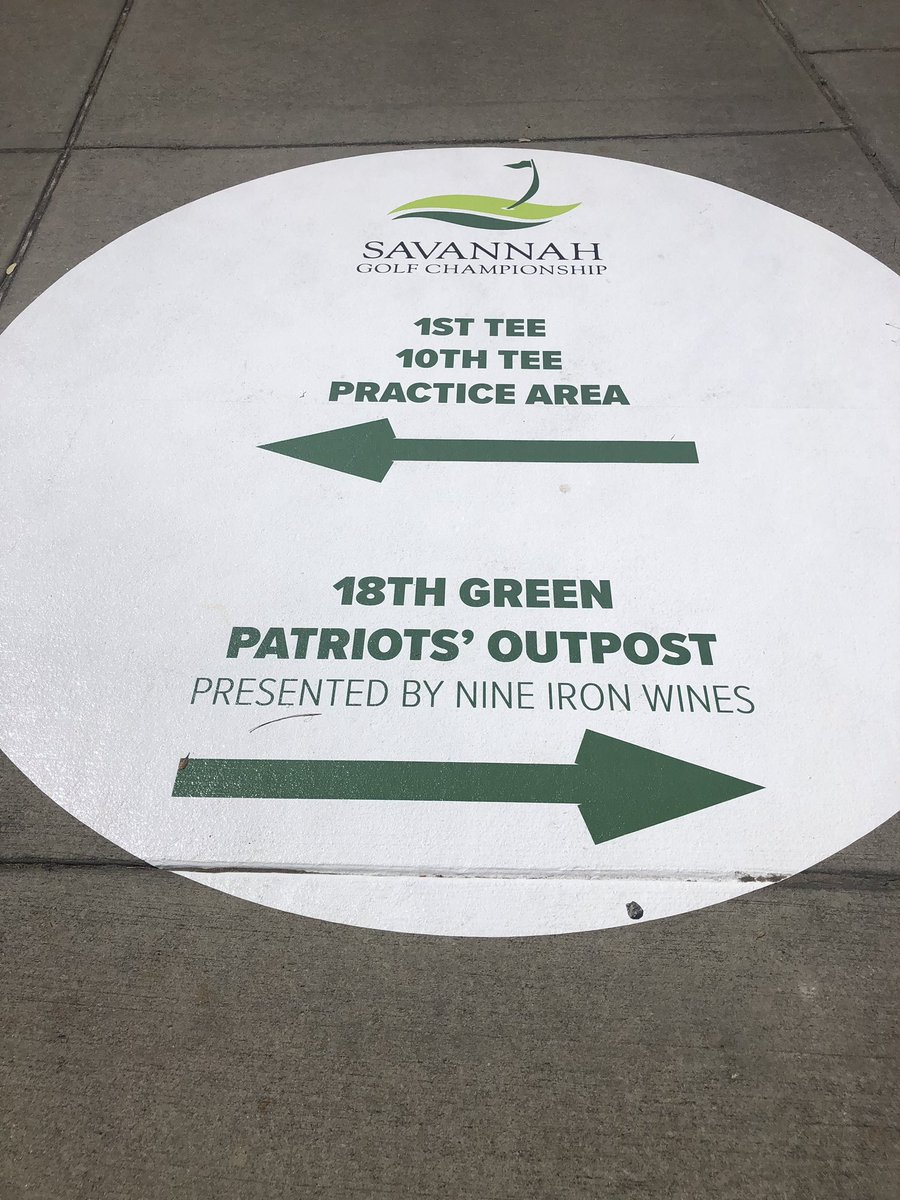 SAVANNAH
GOLF CHAMPIONSHIP
1ST TEE
10TH TEE
PRACTICE AREA
18TH GREEN
PATRIOTS’ OUTPOST
PRESENTED BY NINE IRON WINES